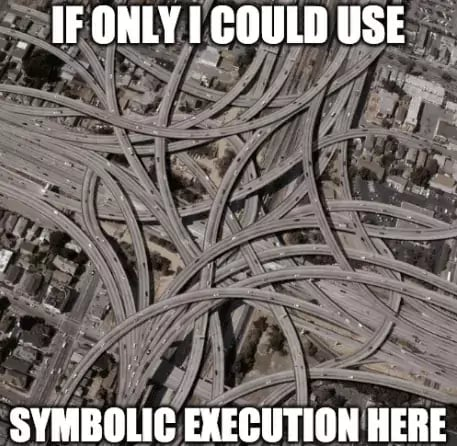 IF ONLY I COULD USE
SYMBOLIC EXECUTION HERE